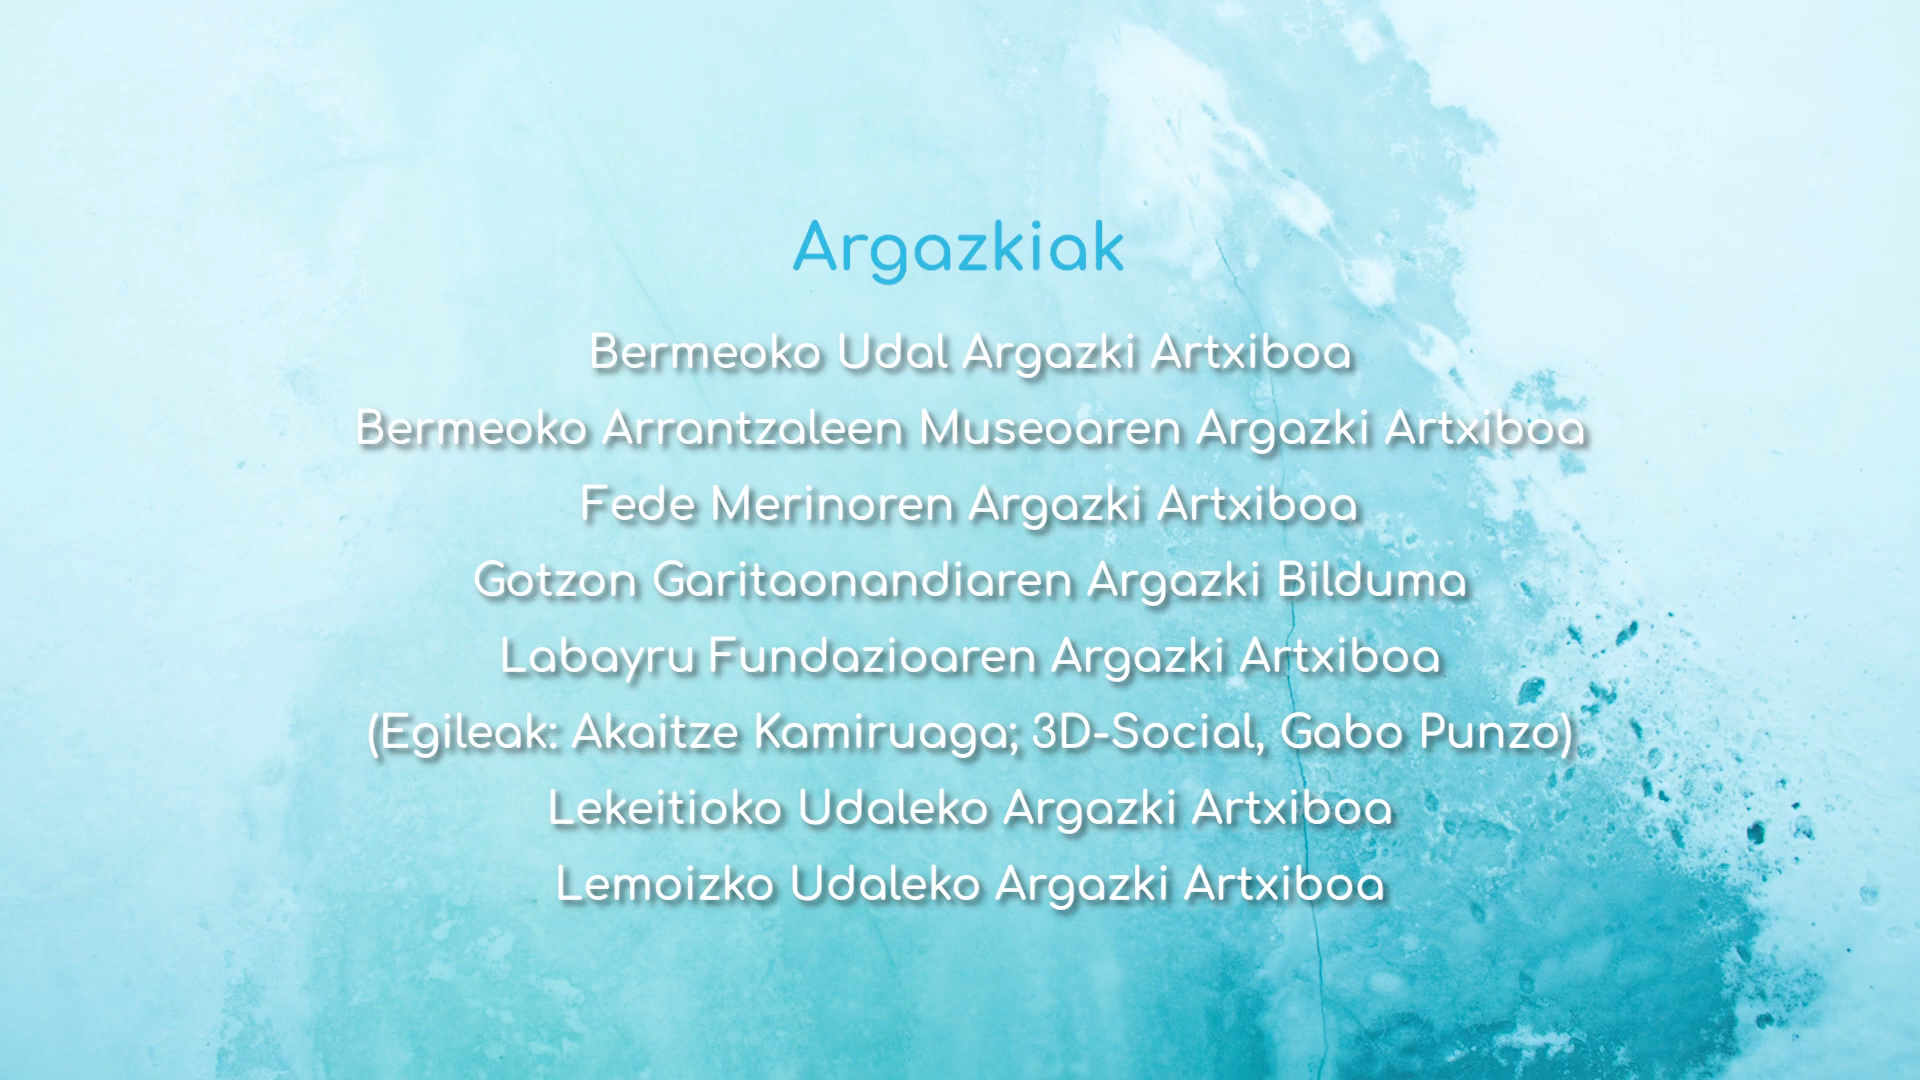 Argazkiak
Bermeoko Udal Argazki Artxiboa
Bermeoko Arrantzaleen Museoaren Argazki Artxiboa
Fede Merinoren Argazki Artxiboa
Gotzon Garitaonandiaren Argazki Bilduma
Labayru Fundazioaren Argazki Artxiboa
(Egileak: Akaitze Kamiruaga; 3D-Social, Gabo Punzo)
Lekeitioko Udaleko Argazki Artxiboa
Lemoizko Udaleko Argazki Artxiboa